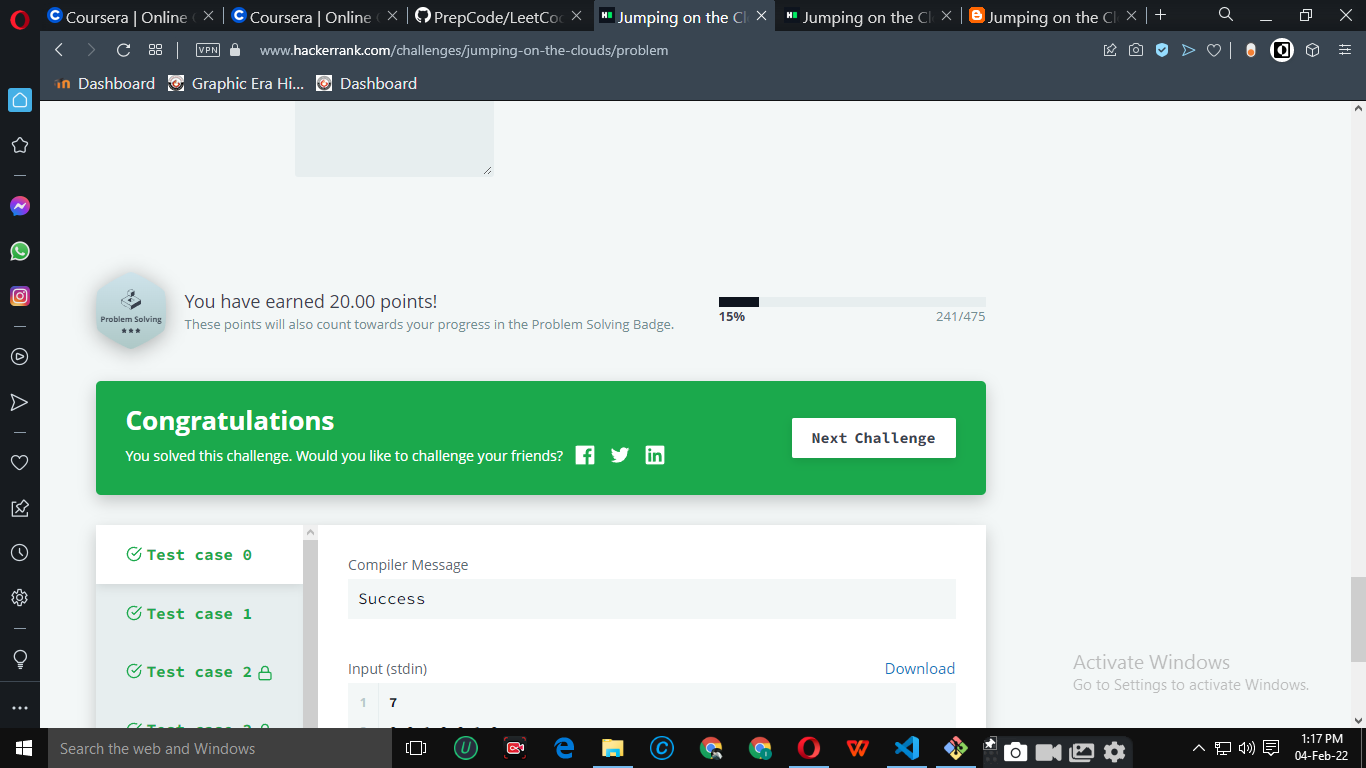 Coursera | Online
Coursera | Online
PrepCode/LeetCo
Jumping on the Cl
Jumping on the Cl
Jumping on the Cl
VPN
www.hackerrank.com/challenges/jumping-on-the-clouds/problem
Dashboard
Graphic Era Hi...
Dashboard
Problem Solving
You have earned 20.00 points!
These points will also count towards your progress in the Problem Solving Badge.
15%
241/475
Congratulations
You solved this challenge. Would you like to challenge your friends?
Next Challenge
Test case 0
Test case 1
Test case 2
Compiler Message
Success
Input (stdin)
Download
1
7
Activate Windows
Go to Settings to activate Windows.
Search the web and Windows
1:17 PM
04-Feb-22